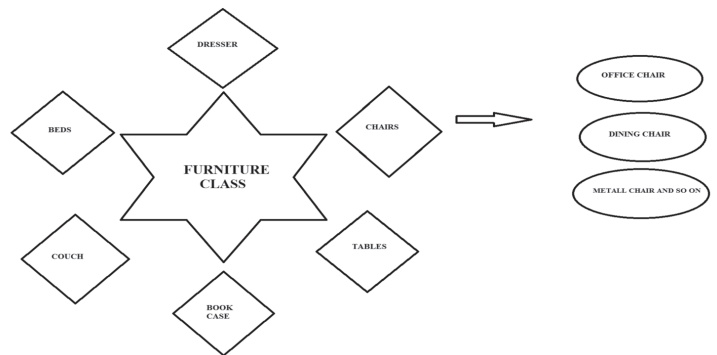 DRESSER
OFFICE CHAIR
BEDS
CHAIRS
DINING CHAIR
FURNITURE
CLASS
METALL CHAIR AND SO ON
COUCH
TABLES
BOOK
CASE